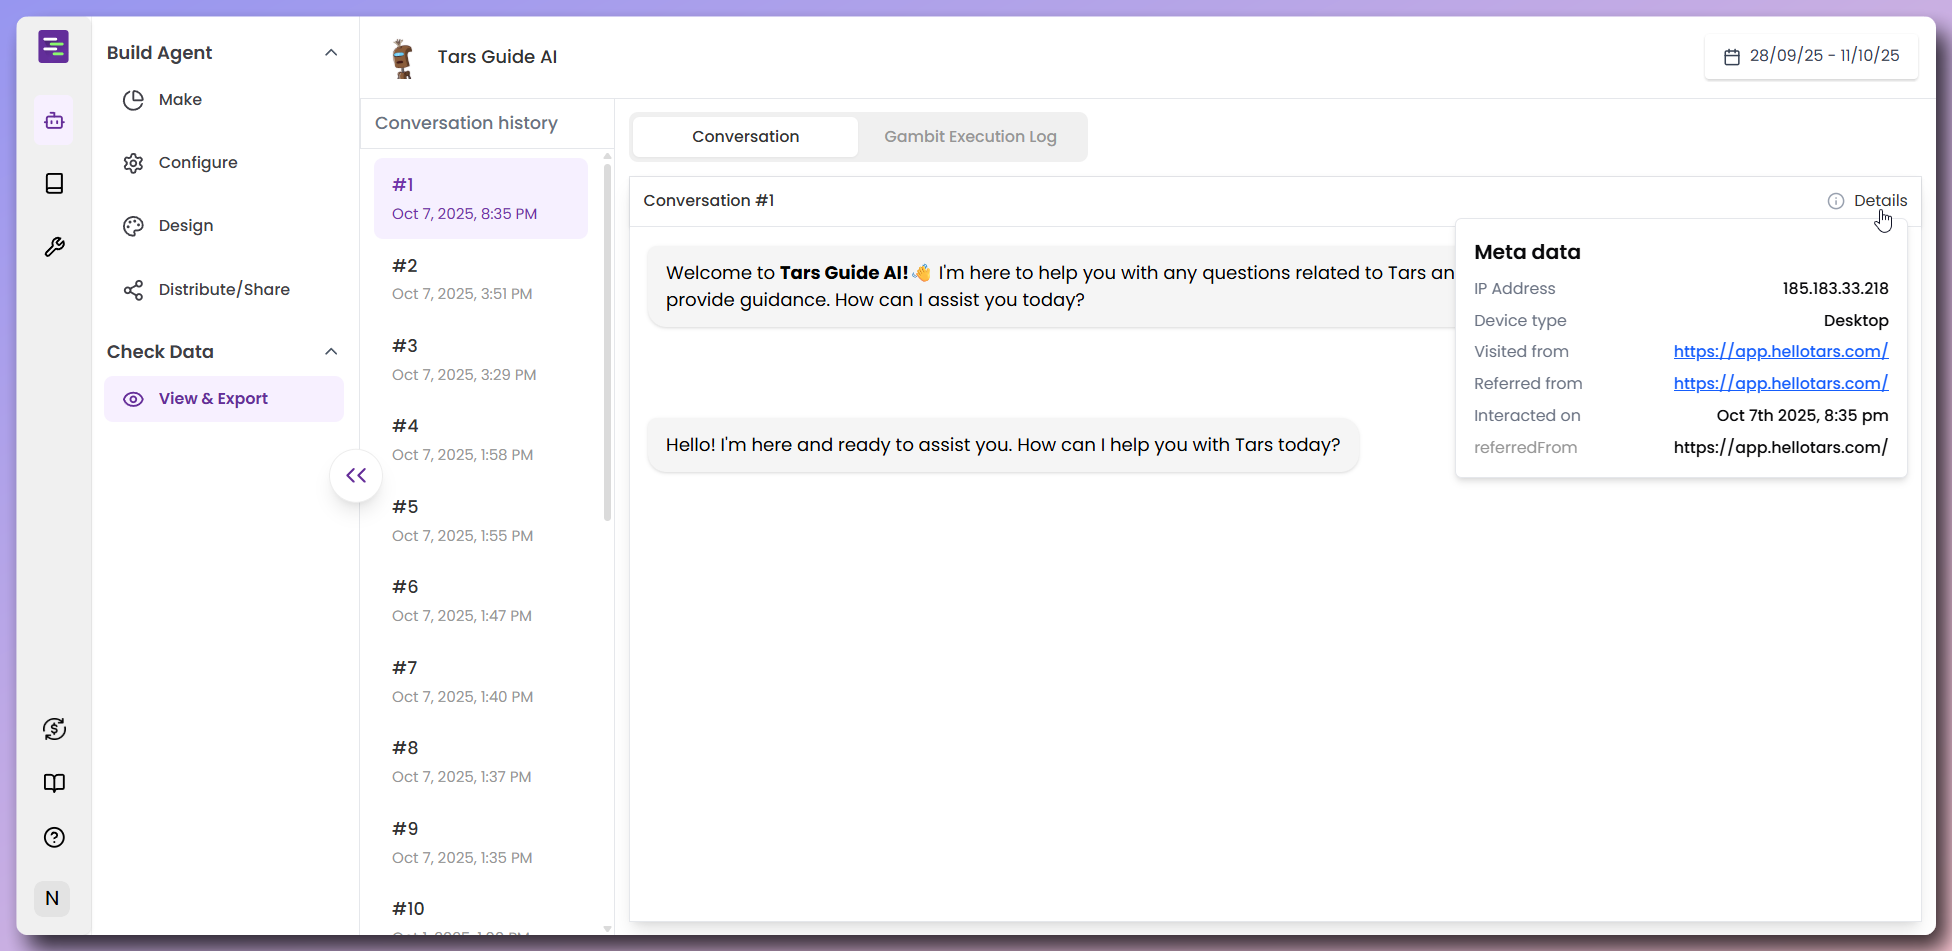 Build Agent
Make
Configure
Design
Distribute/Share
Check Data
View & Export
N
Tars Guide AI
28/09/25 - 11/10/25
Conversation history
#1
Oct 7, 2025, 8:35 PM
#2
Oct 7, 2025, 3:51 PM
#3
Oct 7, 2025, 3:29 PM
#4
Oct 7, 2025, 1:58 PM
#5
Oct 7, 2025, 1:55 PM
#6
Oct 7, 2025, 1:47 PM
#7
Oct 7, 2025, 1:40 PM
#8
Oct 7, 2025, 1:37 PM
#9
Oct 7, 2025, 1:35 PM
#10
Conversation
Gambit Execution Log
Conversation #1
Details
Welcome to Tars Guide AI!👋 I'm here to help you with any questions related to Tars an
provide guidance. How can I assist you today?
Hello! I'm here and ready to assist you. How can I help you with Tars today?
Meta data
IP Address 185.183.33.218
Device type Desktop
Visited from https://app.hellotars.com/
Referred from https://app.hellotars.com/
Interacted on Oct 7th 2025, 8:35 pm
referredFrom https://app.hellotars.com/